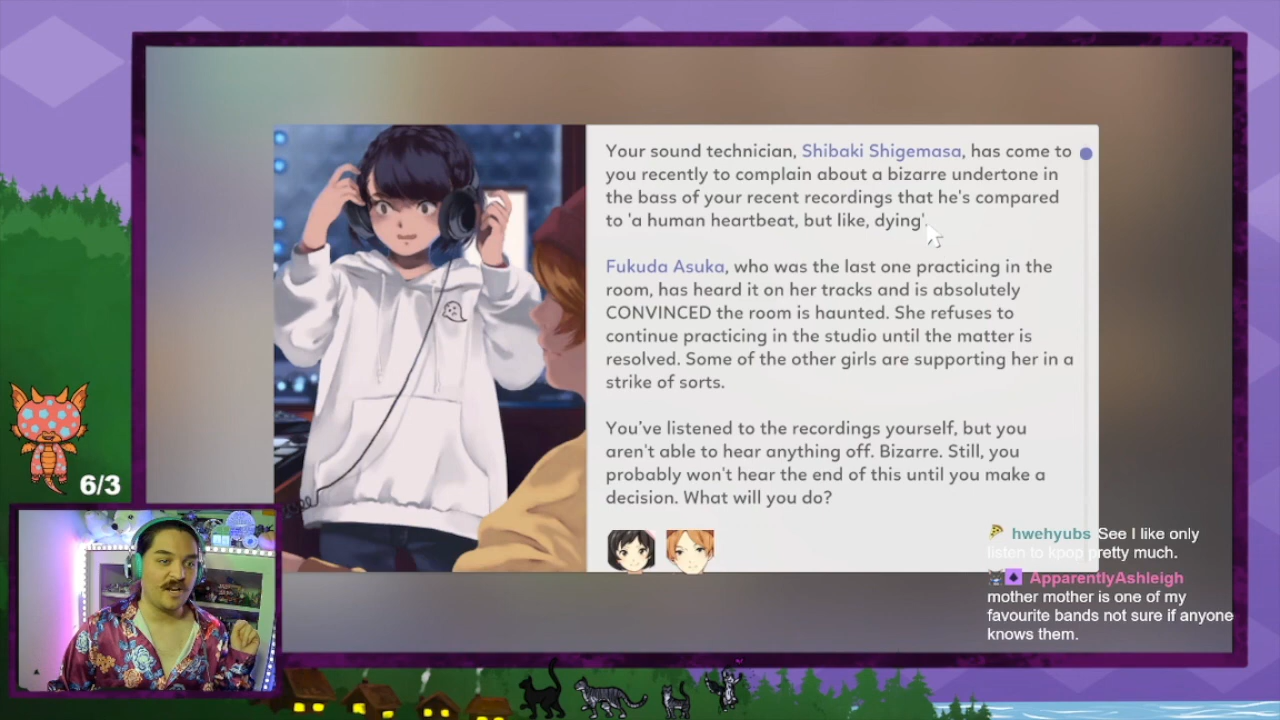 Your sound technician, Shibaki Shigemasa, has come to
you recently to complain about a bizarre undertone in
the bass of your recent recordings that he's compared
to 'a human heartbeat, but like, dying'.
Fukuda Asuka, who was the last one practicing in the
room, has heard it on her tracks and is absolutely
CONVINCED the room is haunted. She refuses to
continue practicing in the studio until the matter is
resolved. Some of the other girls are supporting her in a
strike of sorts.
You've listened to the recordings yourself, but you
aren't able to hear anything off. Bizarre. Still, you
probably won't hear the end of this until you make a
decision. What will you do?
6/3
hwehyubs See I like only
listen to kpop pretty much.
ApparentlyAshleigh
mother mother is one of my
favourite bands not sure if anyone
knows them.